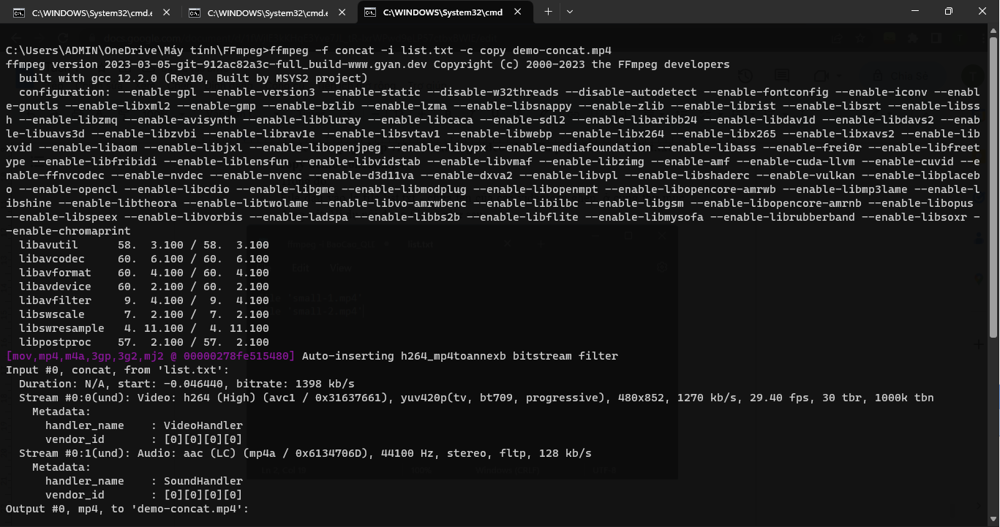 C:\WINDOWS\System32\cmd.e
C:\WINDOWS\System32\cmd.e
C:\WINDOWS\System32\cmd
C:\Users\ADMIN\OneDrive\Máy tính\FFmpeg>ffmpeg -f concat -i list.txt -c copy demo-concat.mp4
ffmpeg version 2023-03-05-git-912ac82a3c-full_build-www.gyan.dev Copyright (c) 2000-2023 the FFmpeg developers
built with gcc 12.2.0 (Rev10, Built by MSYS2 project)
configuration: --enable-gpl --enable-version3 --enable-static --disable-w32threads --disable-autodetect --enable-fontconfig --enable-iconv --enabl
e-gnutls --enable-libxml2 --enable-gmp --enable-bzlib --enable-lzma --enable-libsnappy --enable-zlib --enable-librist --enable-libsrt --enable-libss
h --enable-libzmq --enable-avisynth --enable-libbluray --enable-libcaca --enable-sdl2 --enable-libaribb24 --enable-libdav1d --enable-libdavs2 --enab
le-libuavs3d --enable-libzvbi --enable-librav1e --enable-libsvtav1 --enable-libwebp --enable-libx264 --enable-libx265 --enable-libxavs2 --enable-lib
xvid --enable-libaom --enable-libjxl --enable-libopenjpeg --enable-libvpx --enable-mediafoundation --enable-libass --enable-frei0r --enable-libfreet
ype --enable-libfribidi --enable-liblensfun --enable-libvidstab --enable-libvmaf --enable-libzimg --enable-amf --enable-cuda-llvm --enable-cuvid --e
nable-ffnvcodec --enable-nvdec --enable-nvenc --enable-d3d11va --enable-dxva2 --enable-libvpl --enable-libshaderc --enable-vulkan --enable-libplaceb
o --enable-opencl --enable-libcdio --enable-libgme --enable-libmodplug --enable-libopenmpt --enable-libopencore-amrwb --enable-libmp3lame --enable-l
ibshine --enable-libtheora --enable-libtwolame --enable-libvo-amrwbenc --enable-libilbc --enable-libgsm --enable-libopencore-amrnb --enable-libopus
--enable-libspeex --enable-libvorbis --enable-ladspa --enable-libbs2b --enable-libflite --enable-libmysofa --enable-librubberband --enable-libsoxr -
-enable-chromaprint
libavutil 58. 3.100 / 58. 3.100
libavcodec 60. 6.100 / 60. 6.100
libavformat 60. 4.100 / 60. 4.100
libavdevice 60. 2.100 / 60. 2.100
libavfilter 9. 4.100 / 9. 4.100
libswscale 7. 2.100 / 7. 2.100
libswresample 4. 11.100 / 4. 11.100
libpostproc 57. 2.100 / 57. 2.100
[mov,mp4,m4a,3gp,3g2,mj2 @ 00000278fe515480] Auto-inserting h264_mp4toannexb bitstream filter
Input #0, concat, from 'list.txt':
Duration: N/A, start: -0.046440, bitrate: 1398 kb/s
Stream #0:0(und): Video: h264 (High) (avc1 / 0x31637661), yuv420p(tv, bt709, progressive), 480x852, 1270 kb/s, 29.40 fps, 30 tbr, 1000k tbn
Metadata:
handler_name : VideoHandler
vendor_id : [0][0][0][0]
Stream #0:1(und): Audio: aac (LC) (mp4a / 0x6134706D), 44100 Hz, stereo, fltp, 128 kb/s
Metadata:
handler_name : SoundHandler
vendor_id : [0][0][0][0]
Output #0, mp4, to 'demo-concat.mp4':